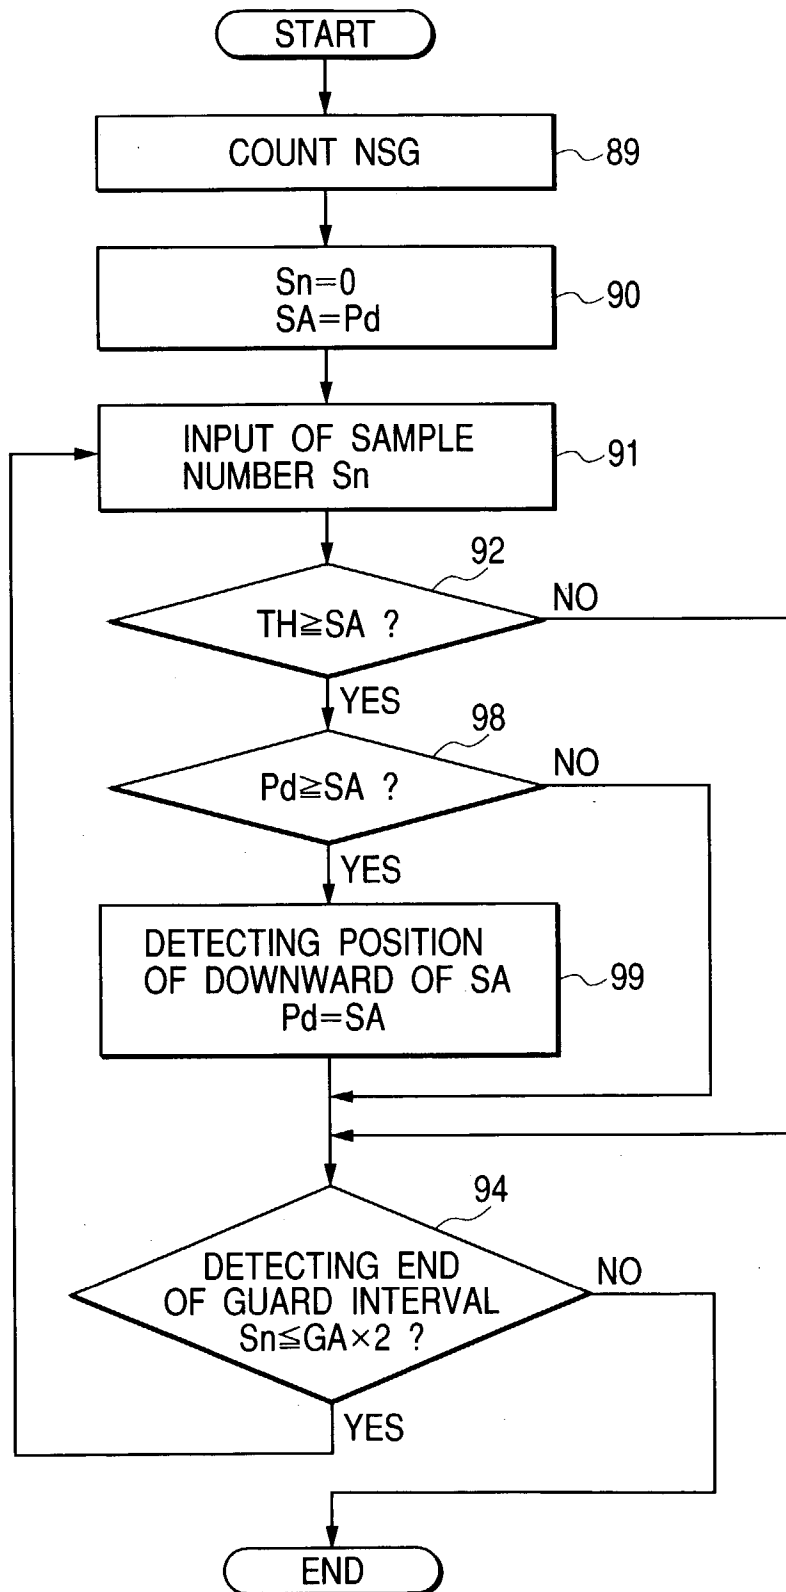 START
COUNT NSG
89
Sn=0
SA=Pd
90
INPUT OF SAMPLE
NUMBER Sn
91
92
TH≧SA ?
NO
YES
98
Pd≧SA ?
NO
YES
DETECTING POSITION
OF DOWNWARD OF SA
Pd=SA
99
94
DETECTING END
OF GUARD INTERVAL
Sn≦GA×2 ?
NO
YES
END